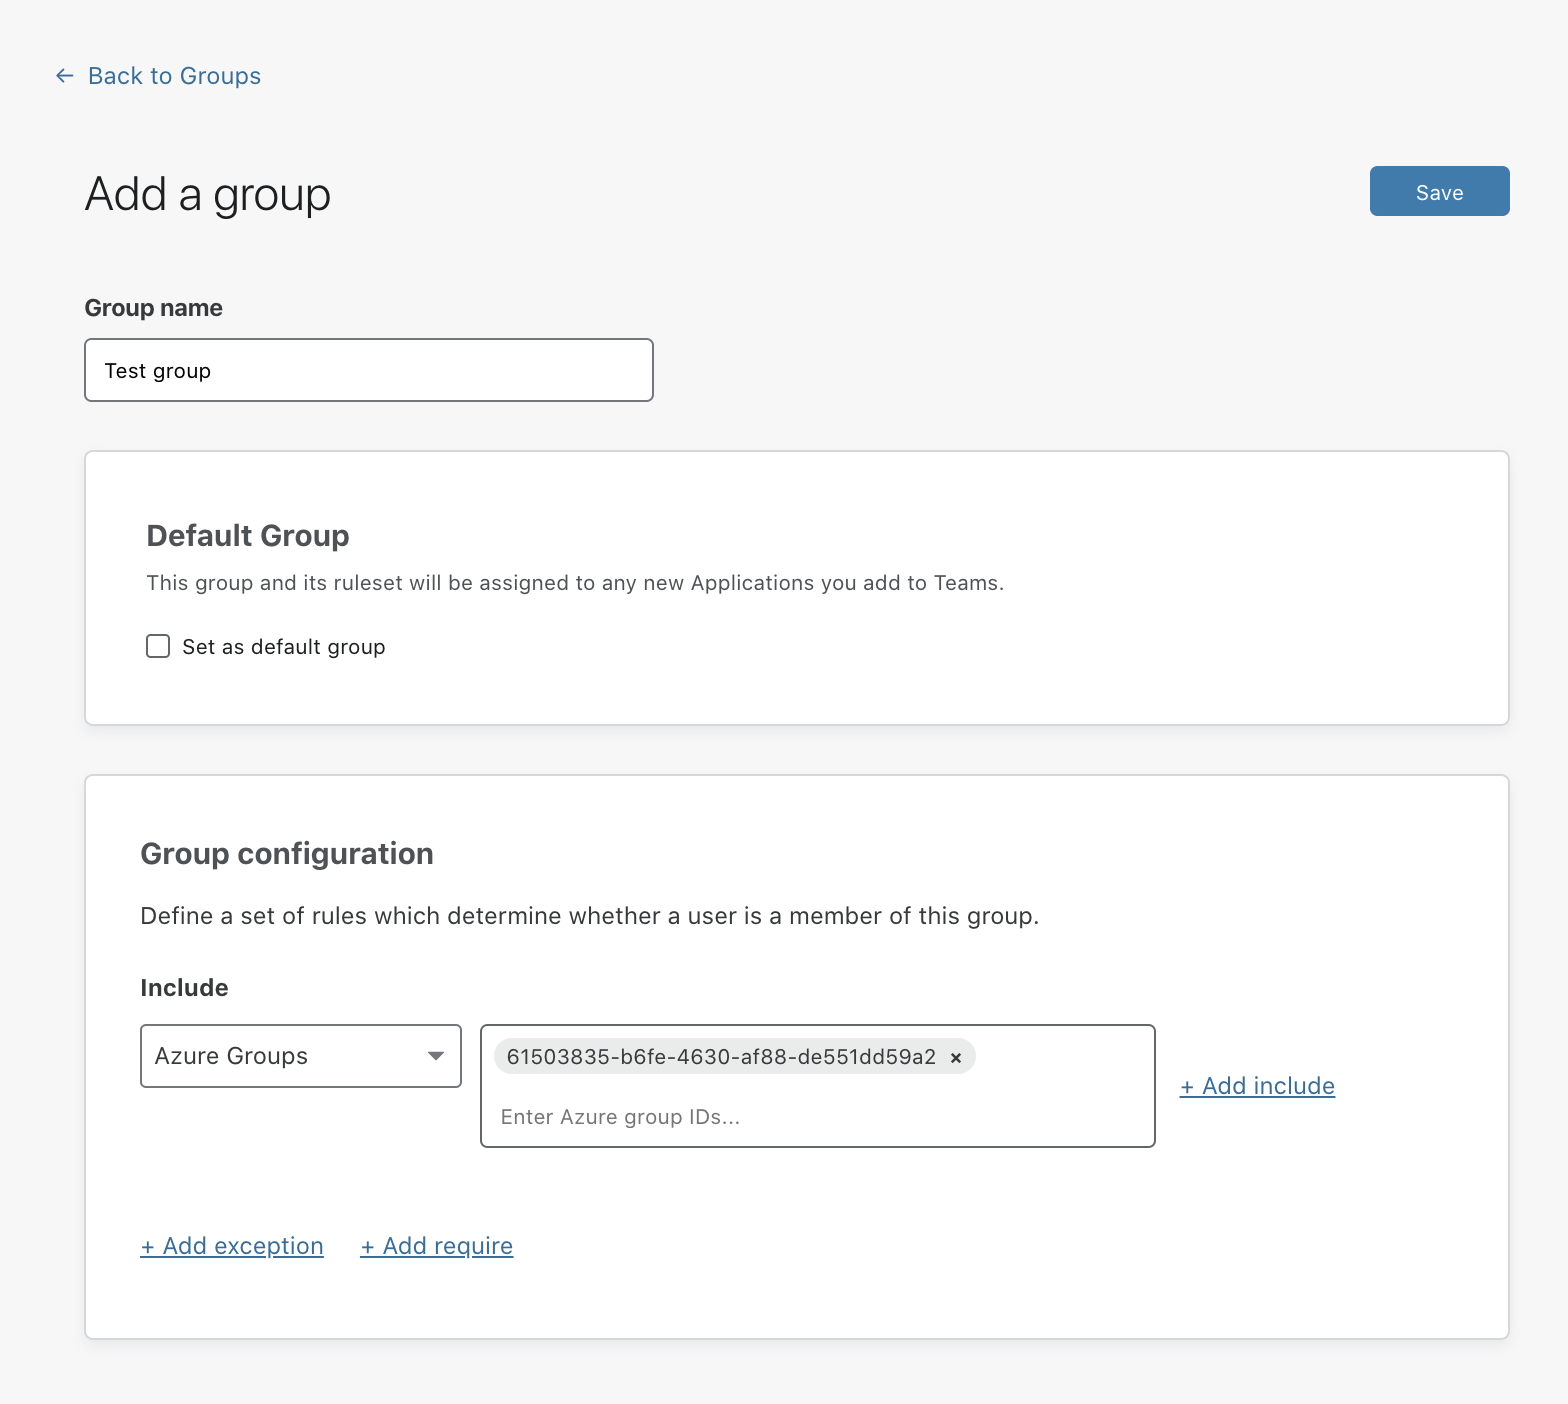 ← Back to Groups
Add a group
Save
Group name
Test group
Default Group
This group and its ruleset will be assigned to any new Applications you add to Teams.
Set as default group
Group configuration
Define a set of rules which determine whether a user is a member of this group.
Include
Azure Groups
61503835-b6fe-4630-af88-de551dd59a2 ×
Enter Azure group IDs...
+ Add include
+ Add exception
+ Add require